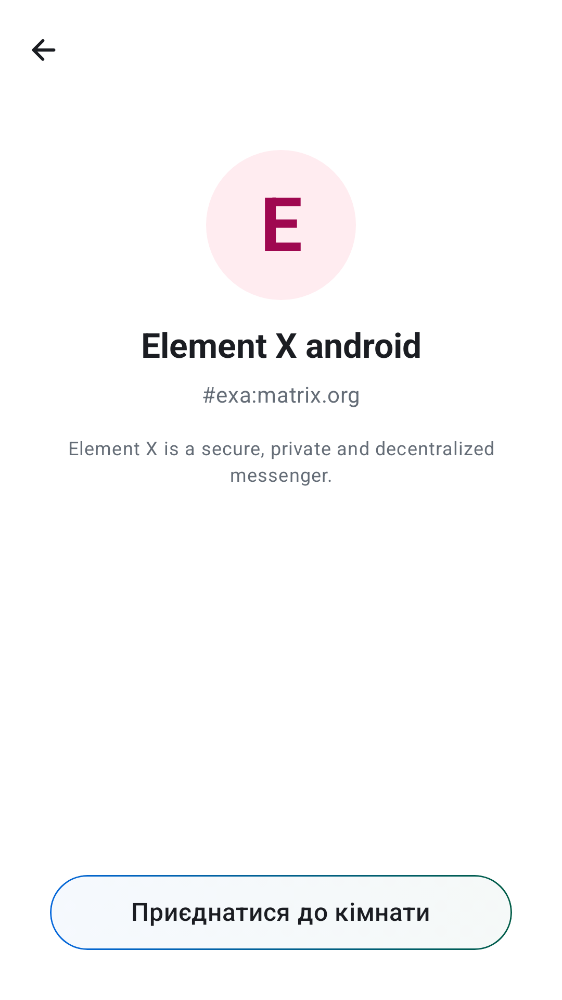 E
Element X android
#exa:matrix.org
Element X is a secure, private and decentralized
messenger.
Приєднатися до кімнати